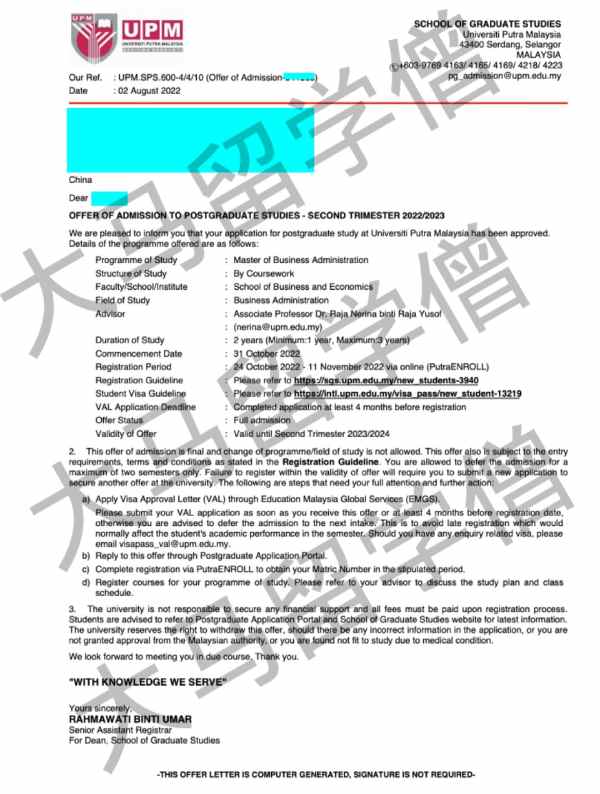 UPM
UPM
UNIVERSITI PUTRA MALAYSIA
SCHOOL OF GRADUATE STUDIES
Universiti Putra Malaysia
43400 Serdang, Selangor
MALAYSIA
+603-9769 4163/ 4165/ 4169/ 4218/ 4223
pg_admission@upm.edu.my
Our Ref. : UPM.SPS.600-4/4/10 (Offer of Admission-
Date : 02 August 2022
China
Dear
OFFER OF ADMISSION TO POSTGRADUATE STUDIES - SECOND TRIMESTER 2022/2023
We are pleased to inform you that your application for postgraduate study at Universiti Putra Malaysia has been approved.
Details of the programme offered are as follows:
Programme of Study : Master of Business Administration
Structure of Study : By Coursework
Faculty/School/Institute : School of Business and Economics
Field of Study : Business Administration
Advisor : Associate Professor Dr. Raja Nerina binti Raja Yusof
: (nerina@upm.edu.my)
Duration of Study : 2 years (Minimum:1 year, Maximum:3 years)
Commencement Date : 31 October 2022
Registration Period : 24 October 2022 - 11 November 2022 via online (PutraENROLL)
Registration Guideline : Please refer to https://sgs.upm.edu.my/new_students-3940
Student Visa Guideline : Please refer to https://intl.upm.edu.my/visa_pass/new_student-13219
VAL Application Deadline : Completed application at least 4 months before registration
Offer Status : Full admission
Validity of Offer : Valid until Second Trimester 2023/2024
2. This offer of admission is final and change of programme/field of study is not allowed. This offer also is subject to the entry
requirements, terms and conditions as stated in the Registration Guideline. You are allowed to defer the admission for a
maximum of two semesters only. Failure to register within the validity of offer will require you to submit a new application to
secure another offer at the university. The following are steps that need your full attention and further action:
a) Apply Visa Approval Letter (VAL) through Education Malaysia Global Services (EMGS).
Please submit your VAL application as soon as you receive this offer or at least 4 months before registration date,
otherwise you are advised to defer the admission to the next intake. This is to avoid late registration which would
normally affect the student's academic performance in the semester. Should you have any enquiry related visa, please
email visapass_val@upm.edu.my.
b) Reply to this offer through Postgraduate Application Portal.
c) Complete registration via PutraENROLL to obtain your Matric Number in the stipulated period.
d) Register courses for your programme of study. Please refer to your advisor to discuss the study plan and class
schedule.
3. The university is not responsible to secure any financial support and all fees must be paid upon registration process.
Students are advised to refer to Postgraduate Application Portal and School of Graduate Studies website for latest information.
The university reserves the right to withdraw this offer, should there be any incorrect information in the application, or you are
not granted approval from the Malaysian authority, or you are found not fit to study due to medical condition.
We look forward to meeting you in due course. Thank you.
"WITH KNOWLEDGE WE SERVE"
Yours sincerely,
RAHMAWATI BINTI UMAR
Senior Assistant Registrar
For Dean, School of Graduate Studies
-THIS OFFER LETTER IS COMPUTER GENERATED, SIGNATURE IS NOT REQUIRED-
大马留学僧
大马留学僧
大马留学僧